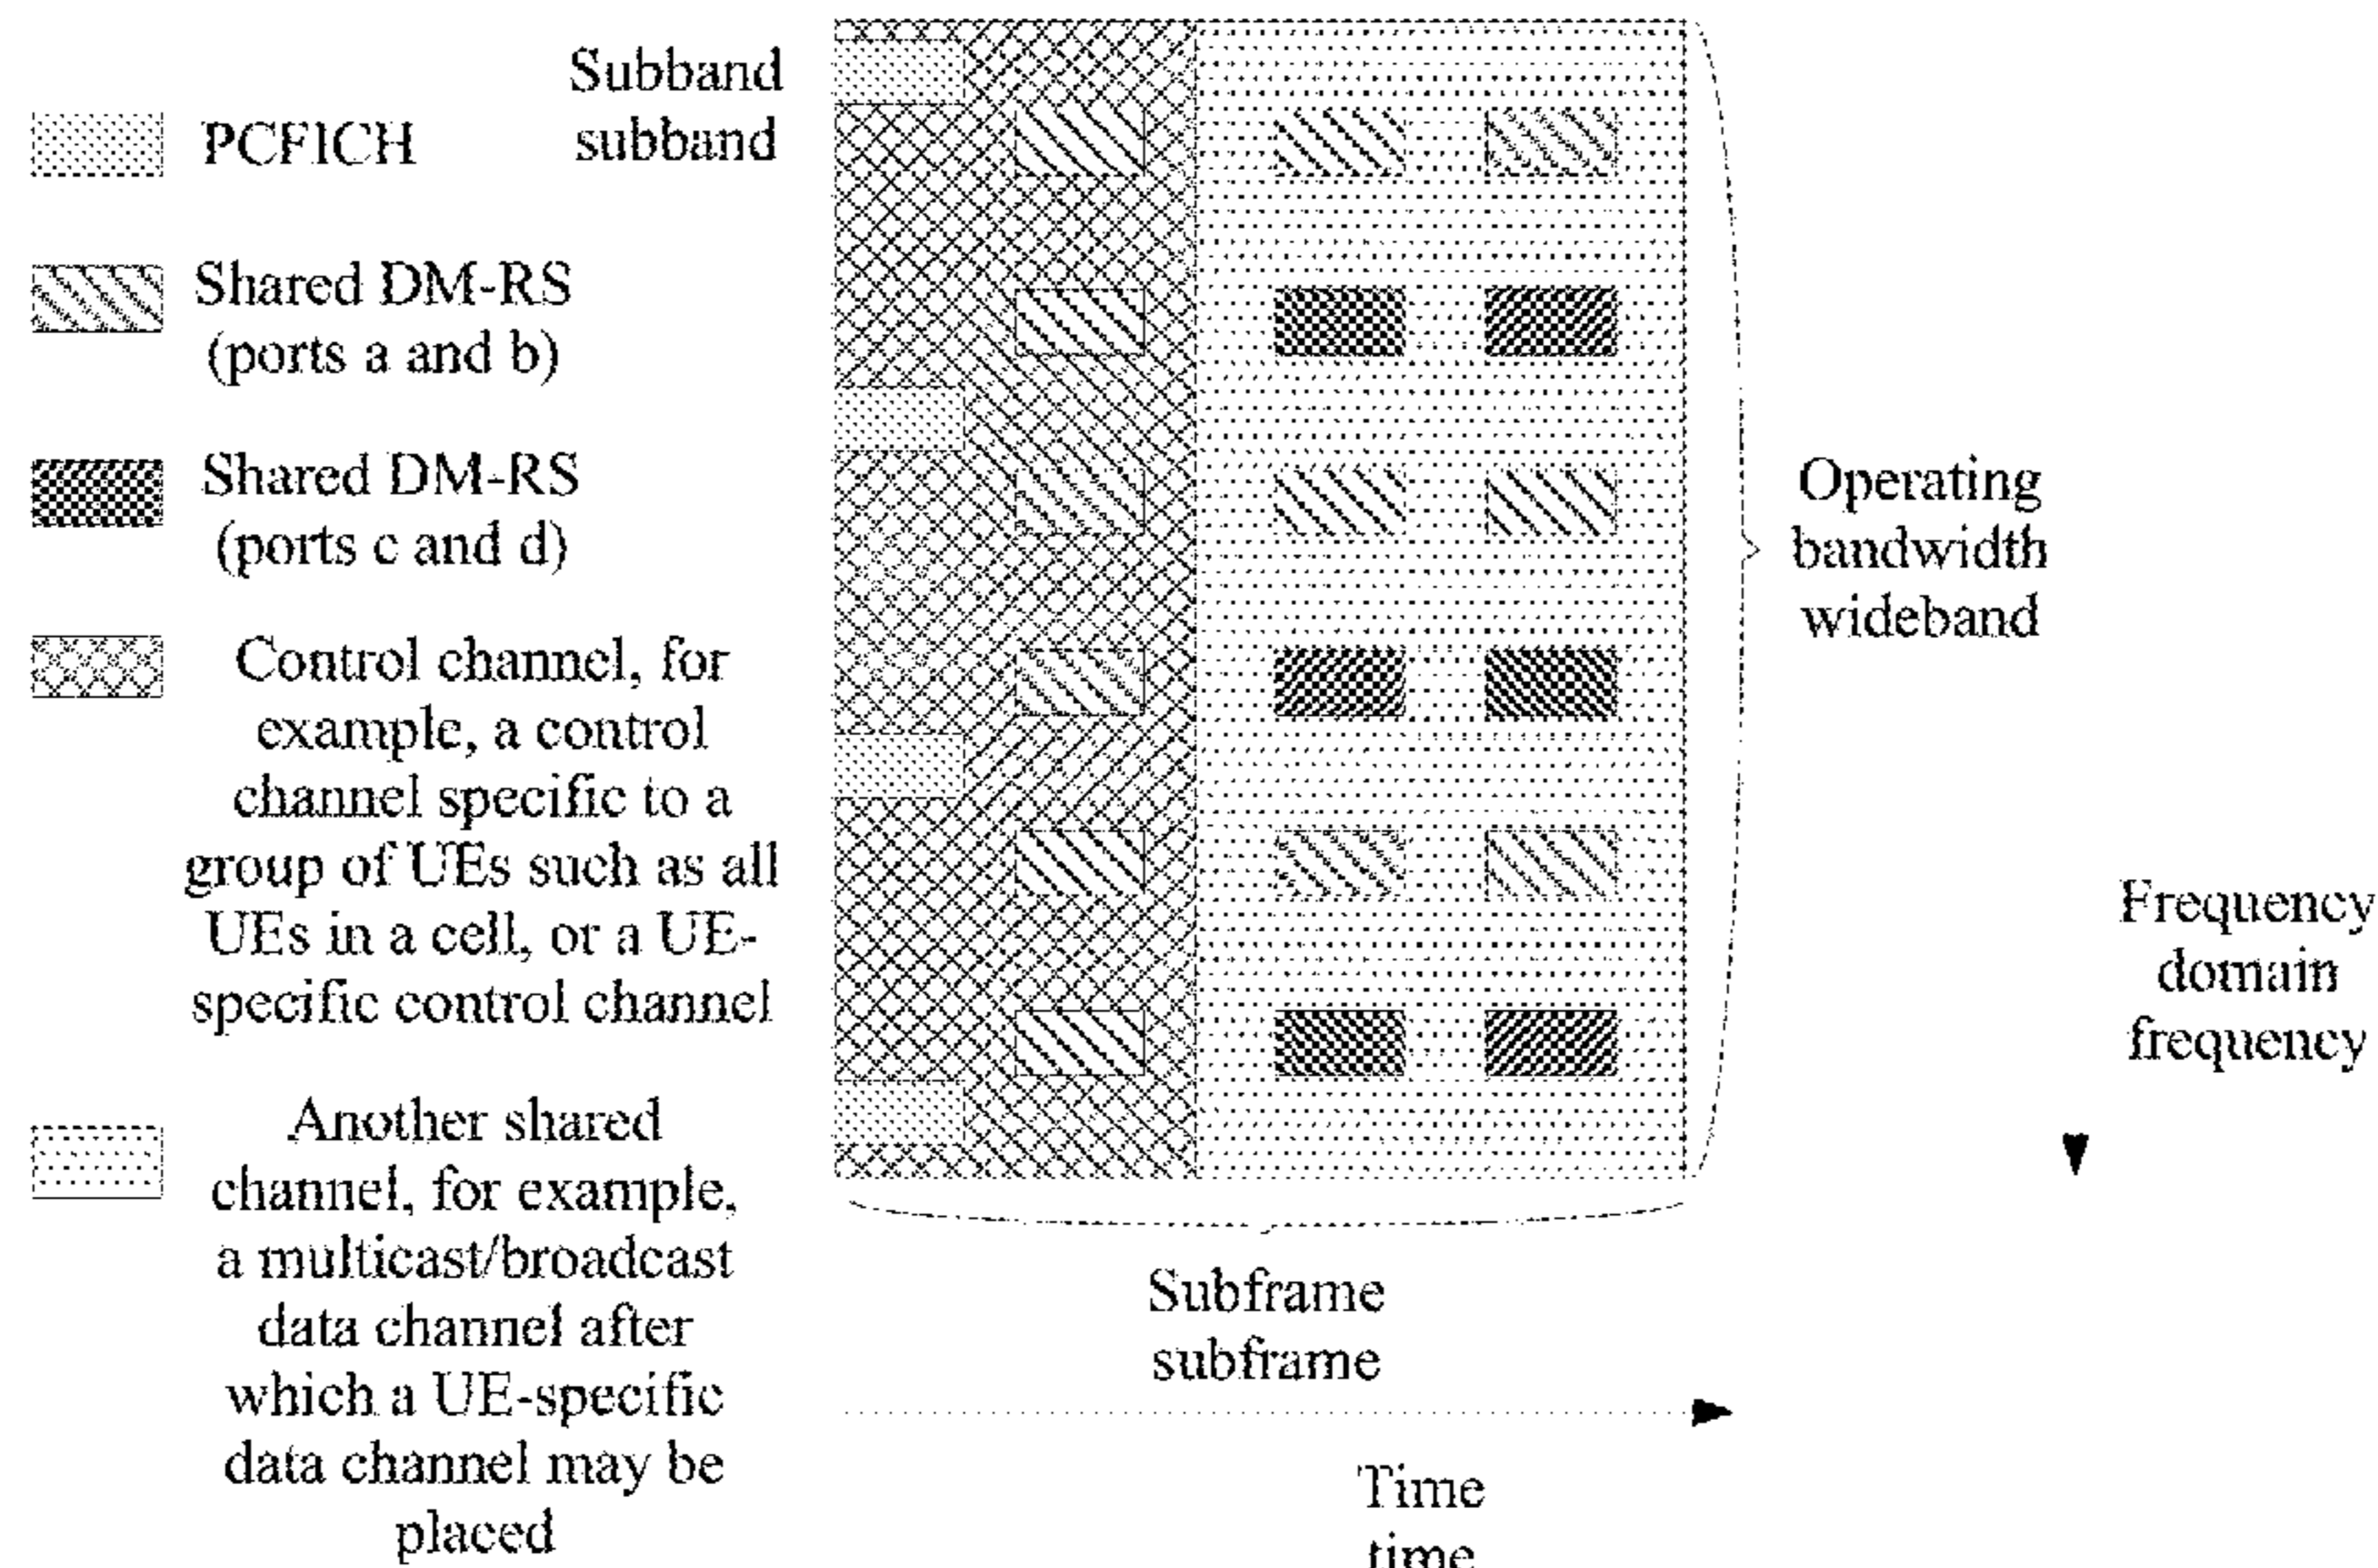 Subband
subband
PCFICH
Shared DM-RS
(ports a and b)
Shared DM-RS
(ports c and d)
Control channel, for
example, a control
channel specific to a
group of UEs such as all
UEs in a cell, or a UE-
specific control channel
Another shared
channel, for example,
a multicast/broadcast
data channel after
which a UE-specific
data channel may be
placed
Operating
bandwidth
wideband
Frequency
domain
frequency
Subframe
subframe
Time
time